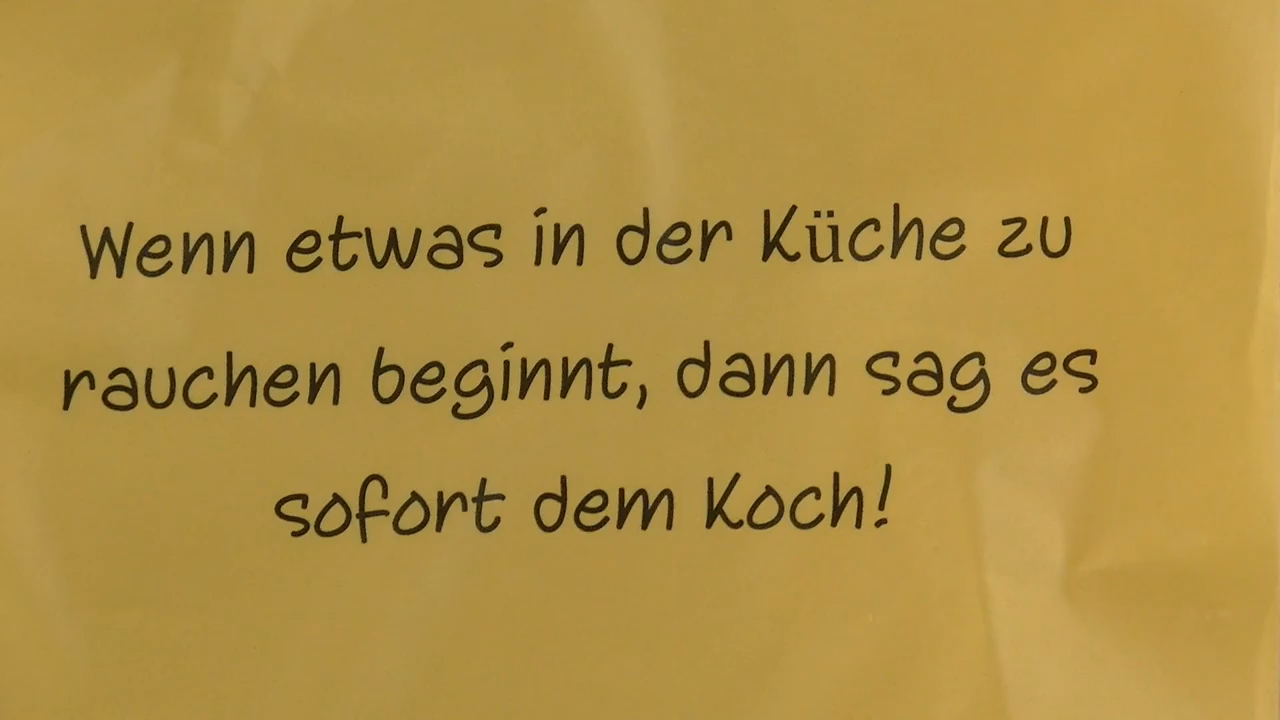 Wenn etwas in der Küche zu
rauchen beginnt, dann sag es
sofort dem Koch!